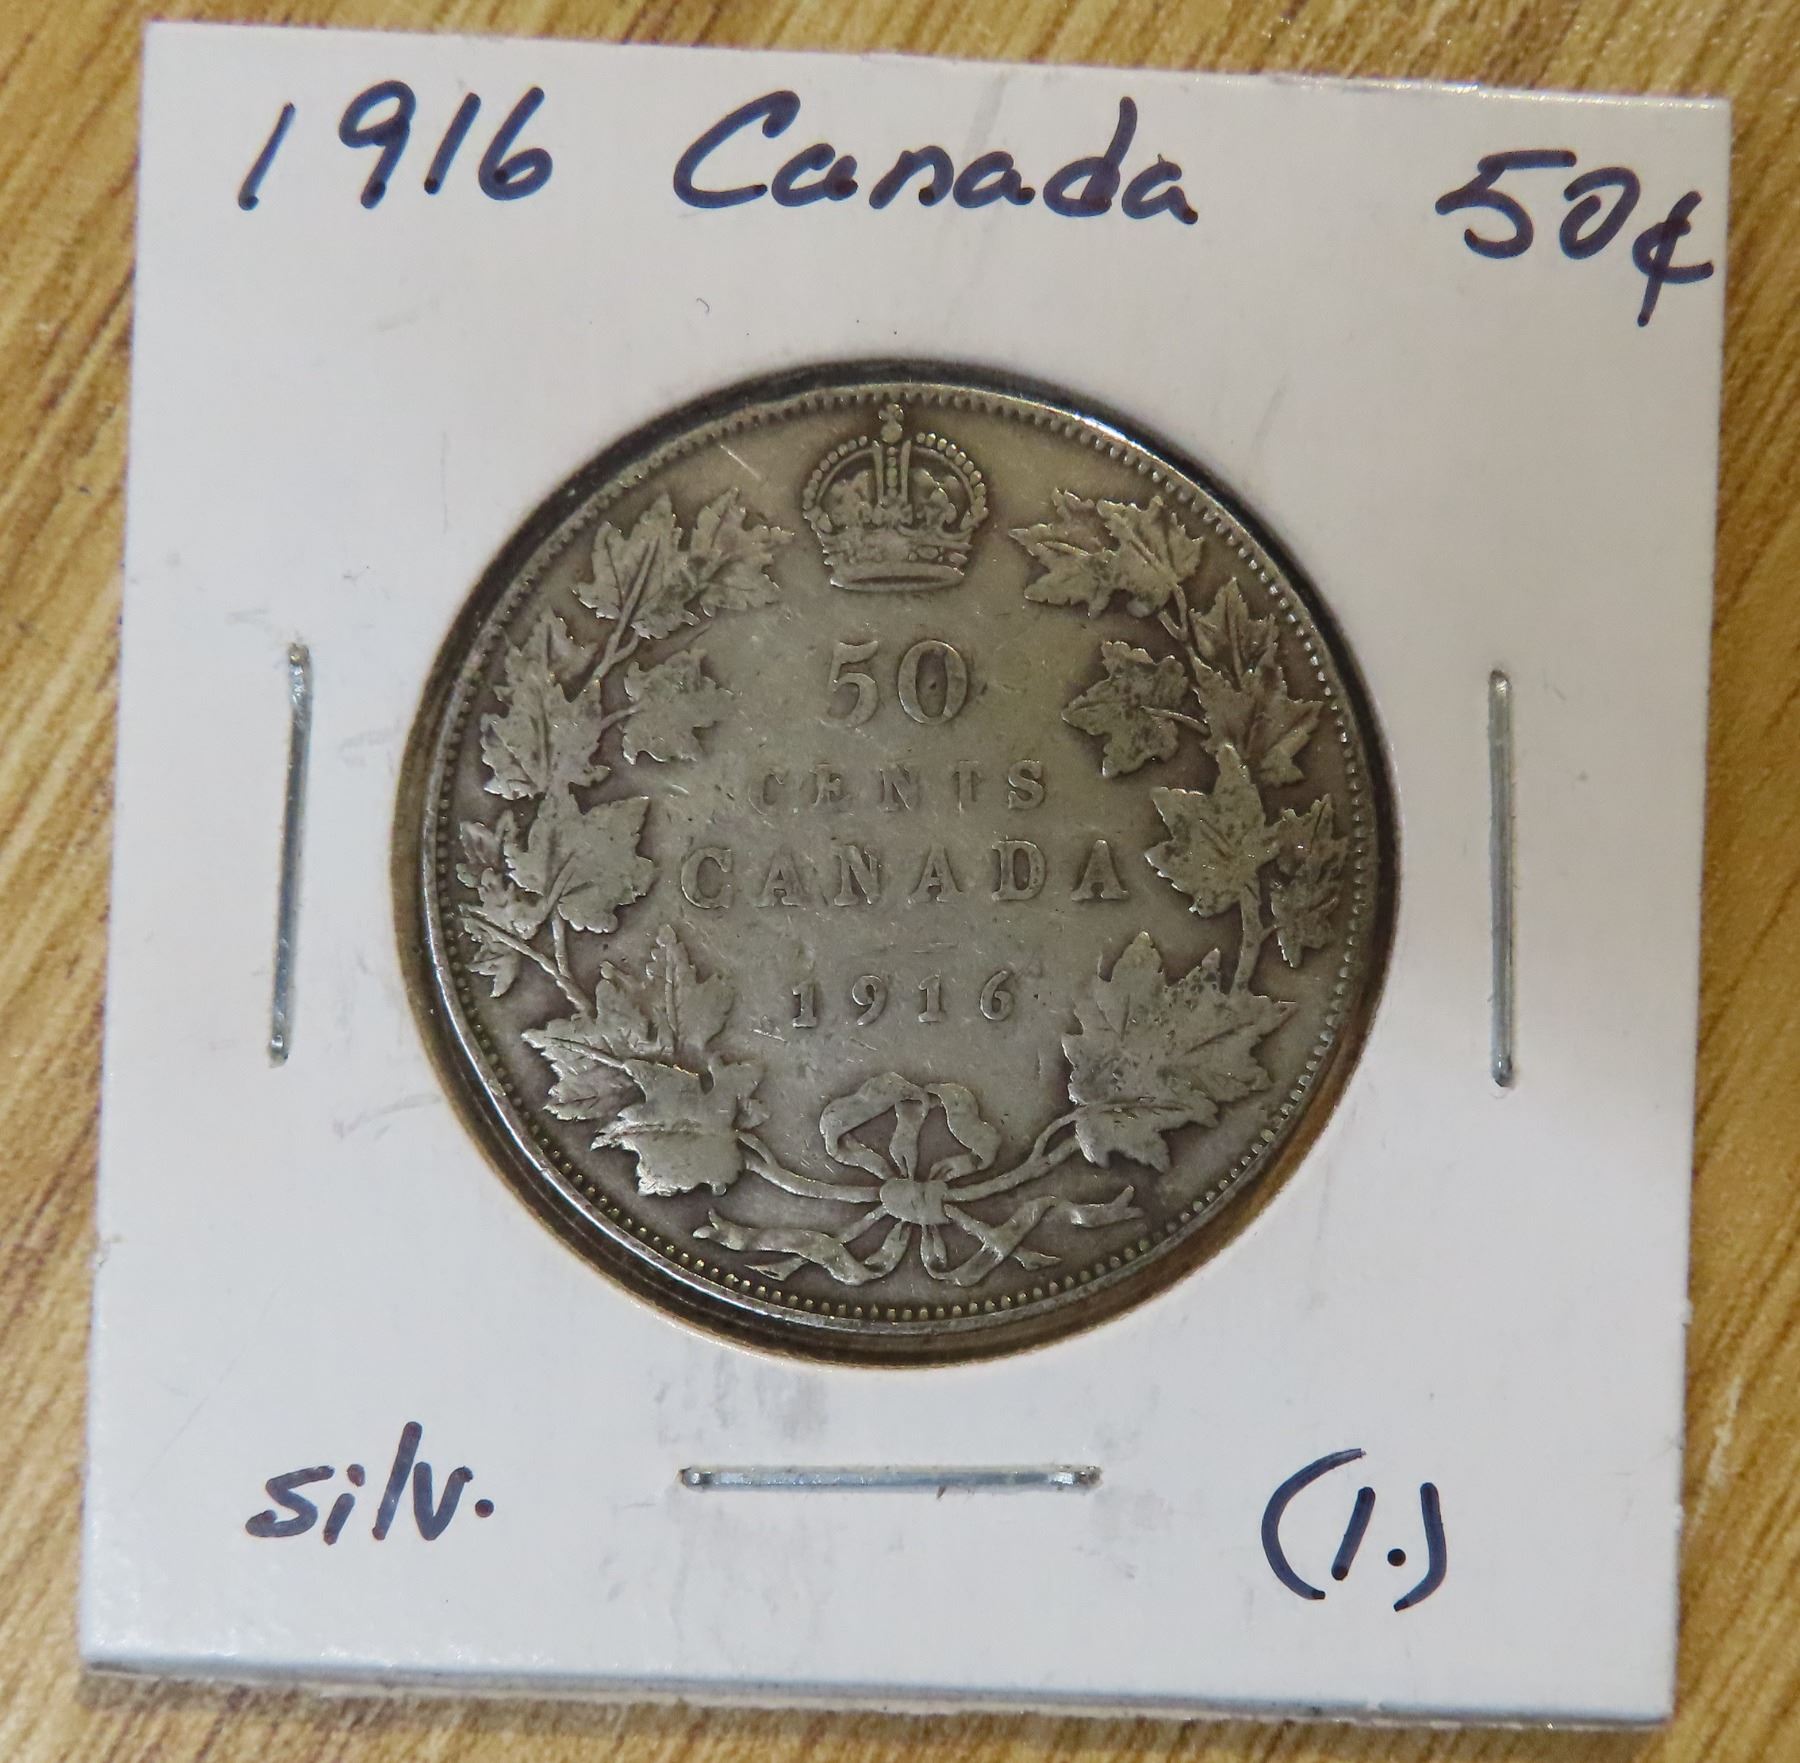 1916 Canada 50¢
50
CENTS
CANADA
1916
silv. (1.)